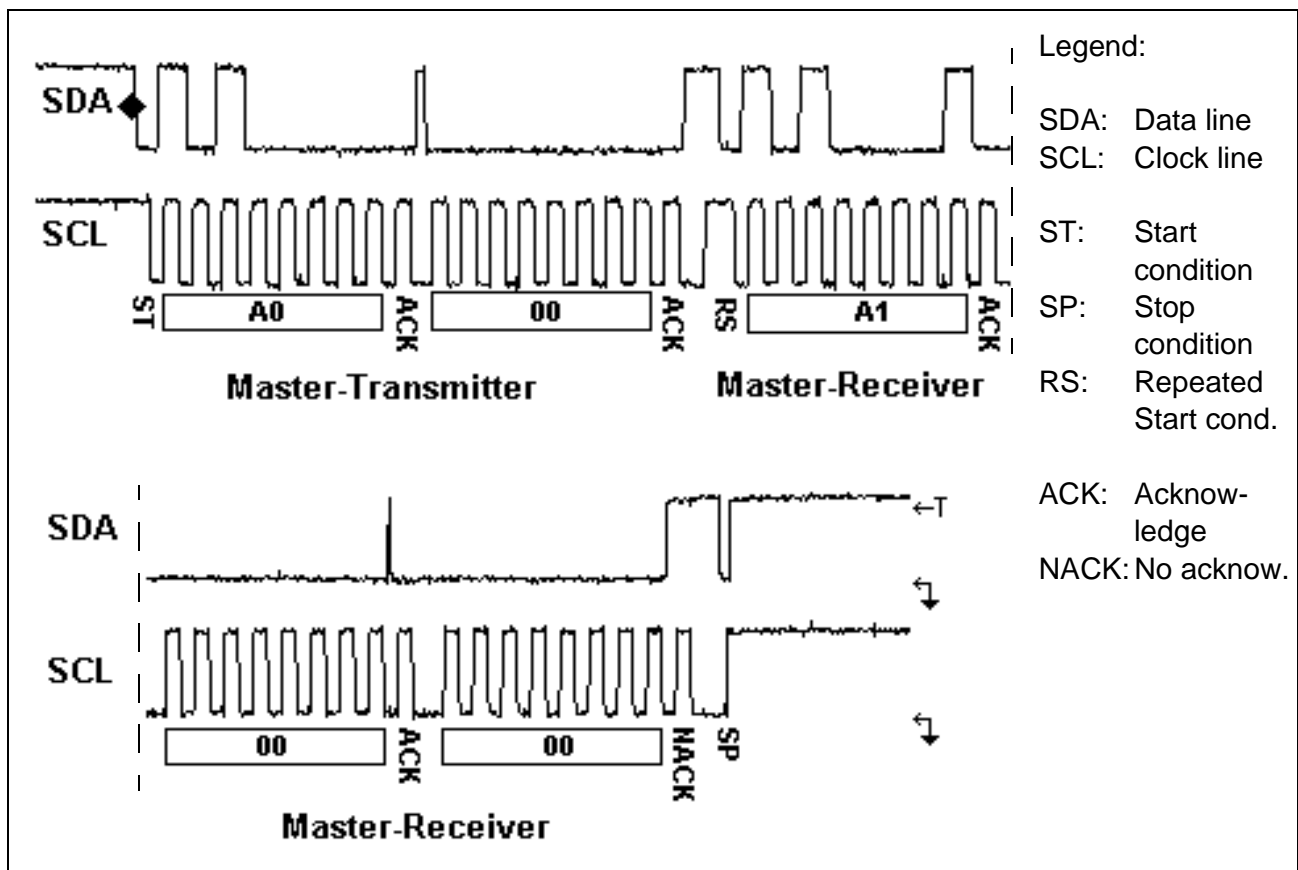 SDA
SCL
ST
A0
ACK
00
ACK
RS
A1
ACK
Master-Transmitter
Master-Receiver
SDA
←T
SCL
00
ACK
00
NACK
SP
Master-Receiver
Legend:
SDA: Data line
SCL: Clock line
ST: Start
condition
SP: Stop
condition
RS: Repeated
Start cond.
ACK: Acknow-
ledge
NACK: No acknow.